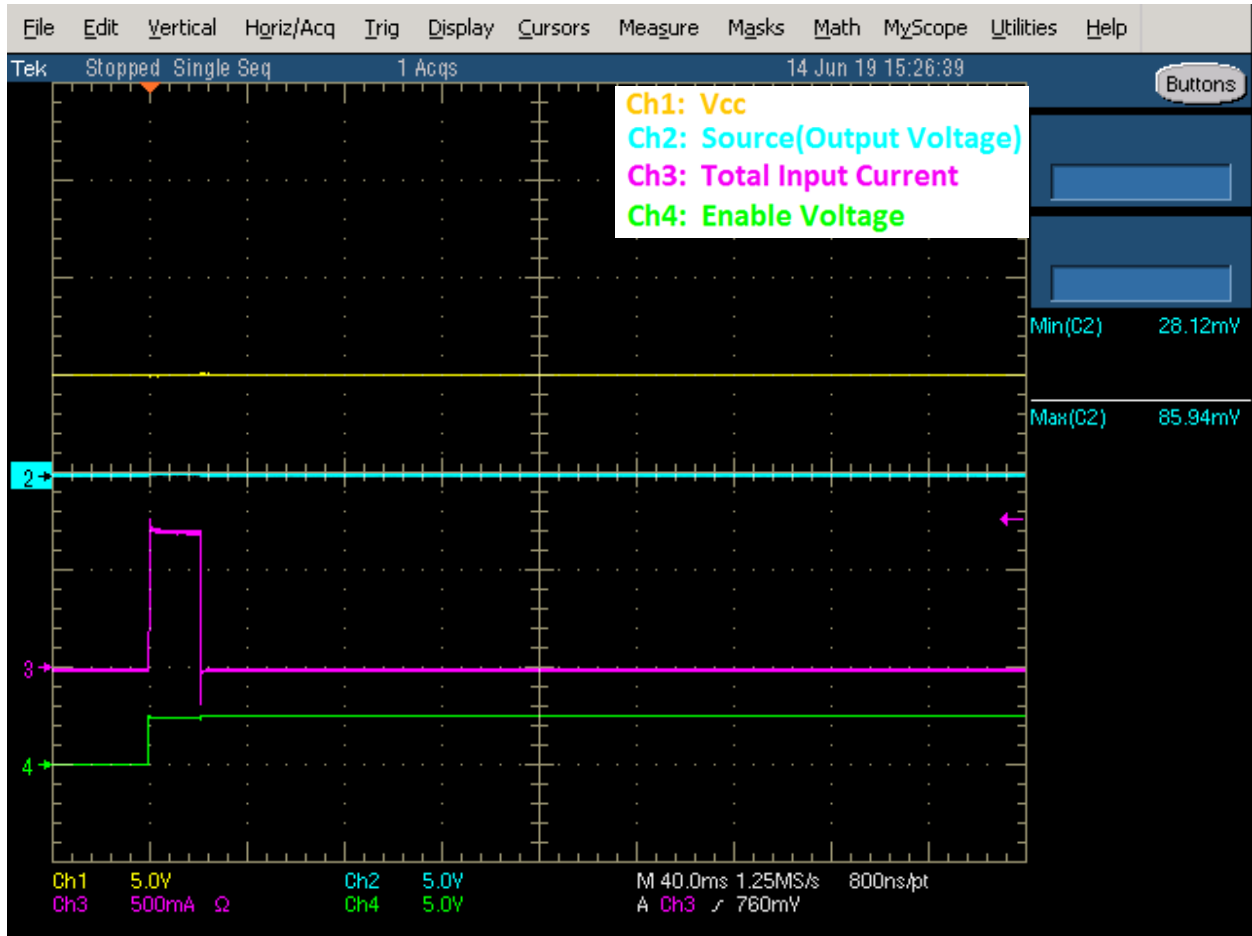 File Edit Vertical Horiz/Acq Trig Display Cursors Measure Masks Math MyScope Utilities Help
Tek Stopped Single Seq 1 Acqs 14 Jun 19 15:26:39 Buttons
Ch1: Vcc
Ch2: Source(Output Voltage)
Ch3: Total Input Current
Ch4: Enable Voltage
Min(C2) 28.12mV
Max(C2) 85.94mV
2
3
4
Ch1 5.0V Ch2 5.0V M 40.0ms 1.25MS/s 800ns/pt
Ch3 500mA Ω Ch4 5.0V A Ch3 ⁄ 760mV